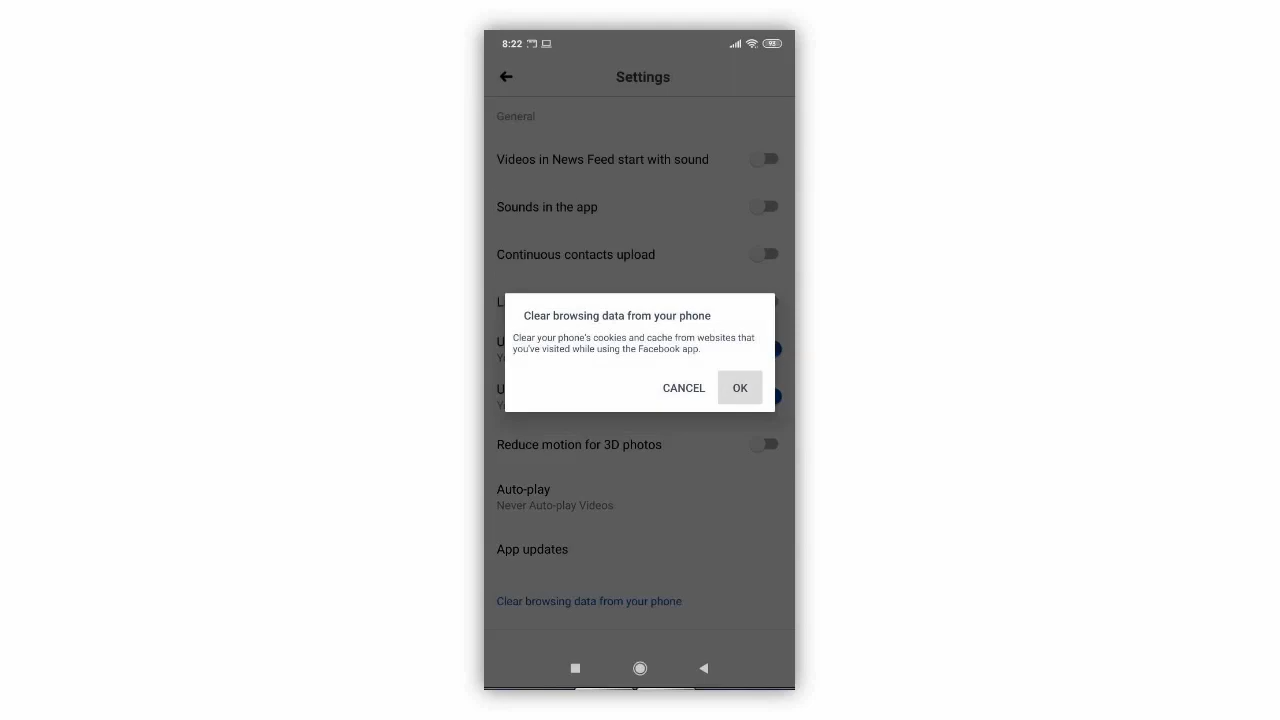 8:22
93
Settings
General
Videos in News Feed start with sound
Sounds in the app
Continuous contacts upload
Clear browsing data from your phone
Clear your phone's cookies and cache from websites that
you've visited while using the Facebook app.
CANCEL OK
Reduce motion for 3D photos
Auto-play
Never Auto-play Videos
App updates
Clear browsing data from your phone